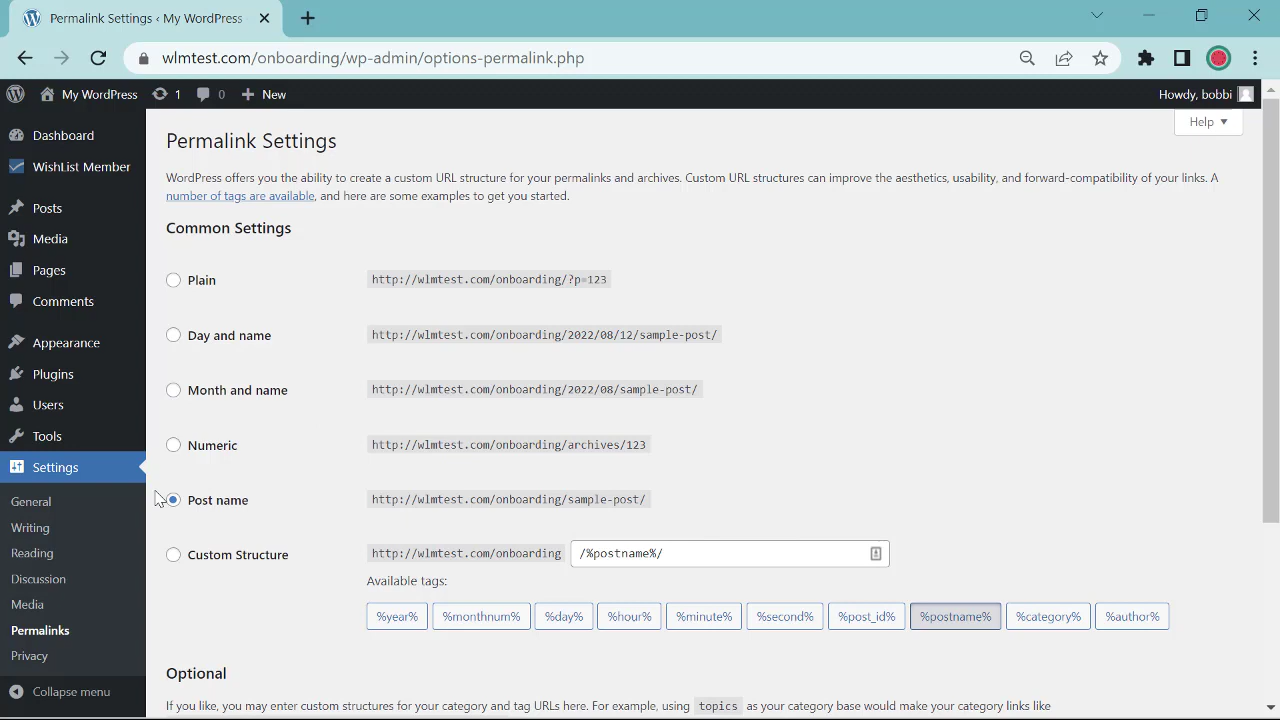 Permalink Settings ‹ My WordPress
wlmtest.com/onboarding/wp-admin/options-permalink.php
My WordPress 1 0 New Howdy, bobbi
Help
Dashboard
WishList Member
Posts
Media
Pages
Comments
Appearance
Plugins
Users
Tools
Settings
General
Writing
Reading
Discussion
Media
Permalinks
Privacy
Collapse menu
Permalink Settings
WordPress offers you the ability to create a custom URL structure for your permalinks and archives. Custom URL structures can improve the aesthetics, usability, and forward-compatibility of your links. A
number of tags are available, and here are some examples to get you started.
Common Settings
Plain http://wlmtest.com/onboarding/?p=123
Day and name http://wlmtest.com/onboarding/2022/08/12/sample-post/
Month and name http://wlmtest.com/onboarding/2022/08/sample-post/
Numeric http://wlmtest.com/onboarding/archives/123
Post name http://wlmtest.com/onboarding/sample-post/
Custom Structure http://wlmtest.com/onboarding /%postname%/
Available tags:
%year% %monthnum% %day% %hour% %minute% %second% %post_id% %postname% %category% %author%
Optional
If you like, you may enter custom structures for your category and tag URLs here. For example, using topics as your category base would make your category links like